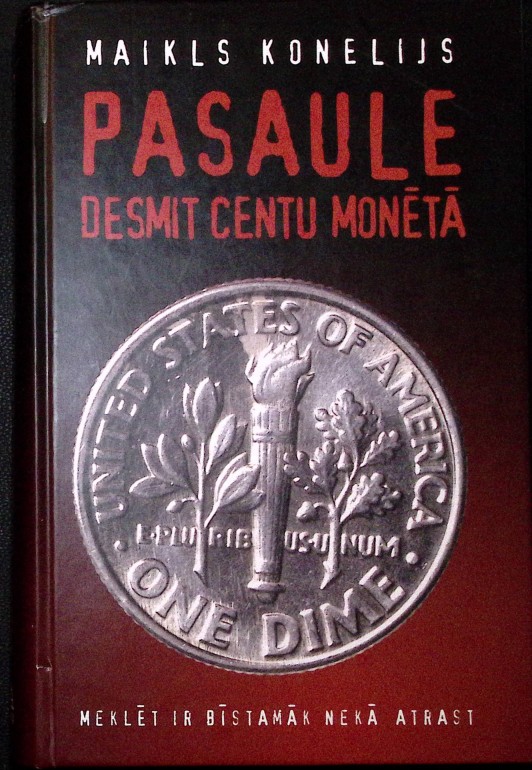 MAIKLS KONELIJS
PASAULE
DESMIT CENTU MONĒTĀ
UNITED STATES OF AMERICA
E·PLURIBUS·UNUM
ONE DIME
MEKLĒT IR BĪSTAMĀK NEKĀ ATRAST